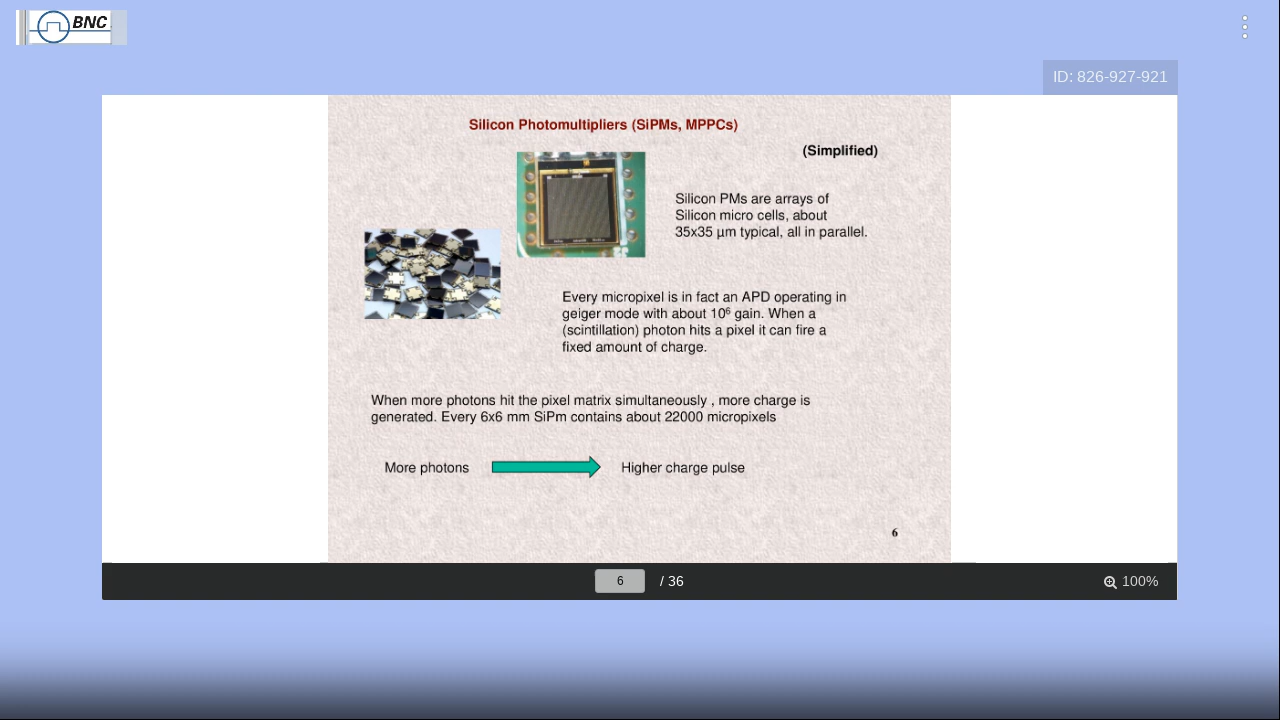 BNC
ID: 826-927-921
Silicon Photomultipliers (SiPMs, MPPCs)
(Simplified)
Silicon PMs are arrays of
Silicon micro cells, about
35x35 µm typical, all in parallel.
Every micropixel is in fact an APD operating in
geiger mode with about 10⁶ gain. When a
(scintillation) photon hits a pixel it can fire a
fixed amount of charge.
When more photons hit the pixel matrix simultaneously , more charge is
generated. Every 6x6 mm SiPm contains about 22000 micropixels
More photons
Higher charge pulse
6
6 / 36
100%